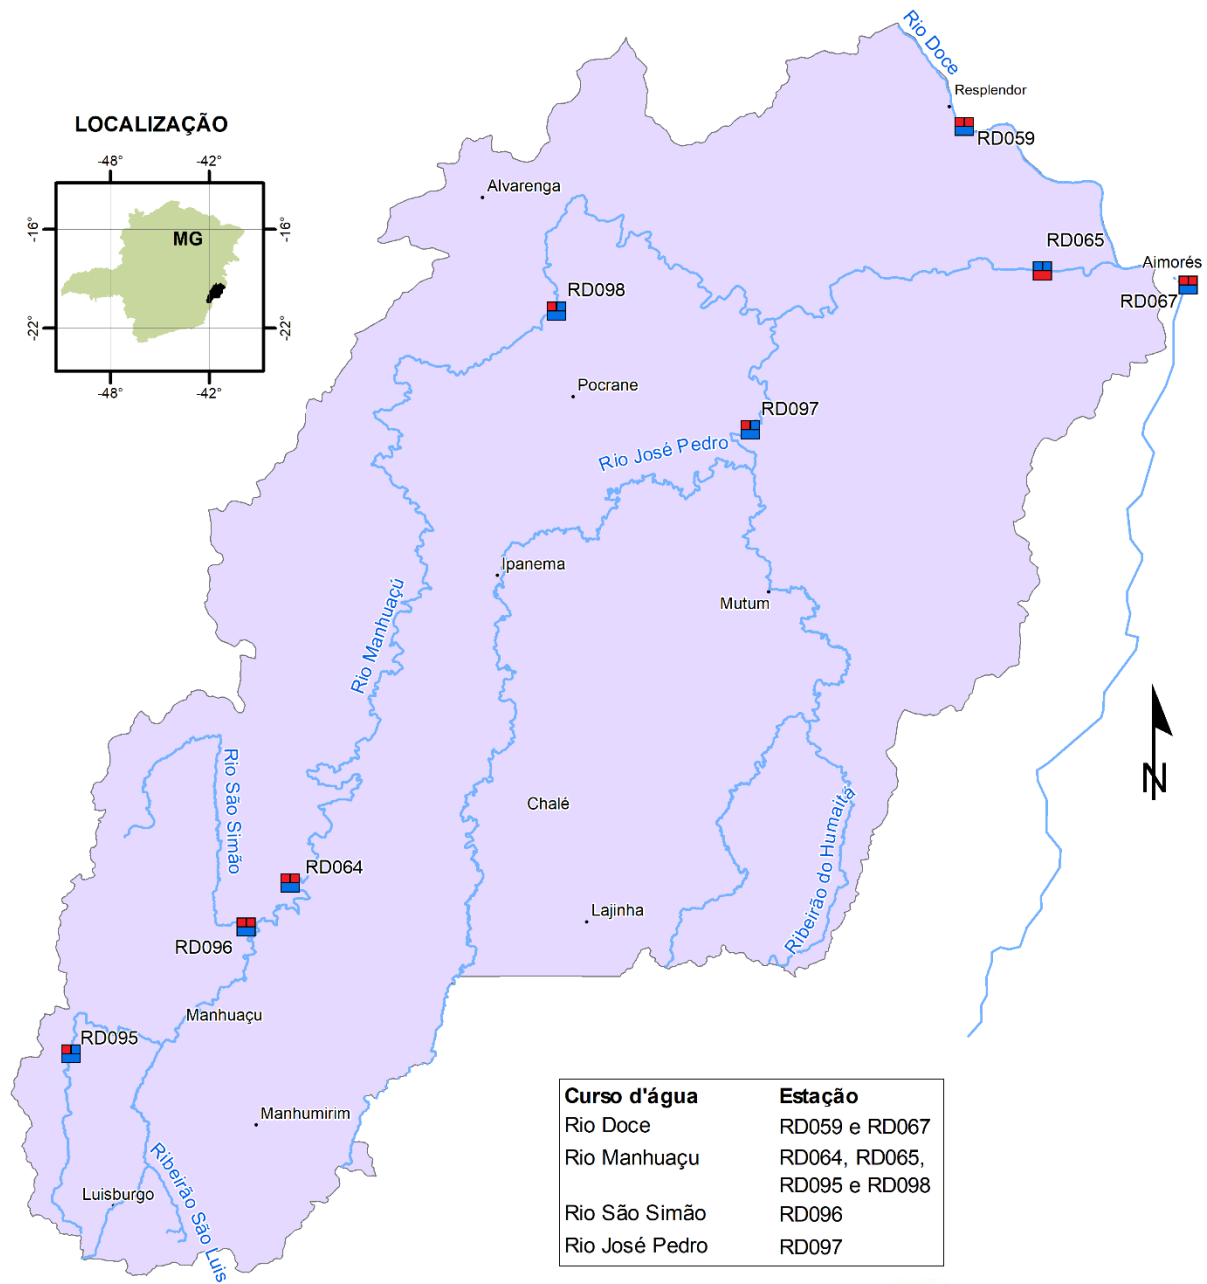 Rio Doce
Resplendor
RD059
LOCALIZAÇÃO
-48°
-42°
-16°
MG
-16°
-22°
-22°
-48°
-42°
Alvarenga
RD065
Aimorés
RD067
RD098
Pocrane
RD097
Rio José Pedro
Ipanema
Mutum
Rio Manhuaçú
Rio São Simão
Chalé
Ribeirão do Humaitá
N
RD064
Lajinha
RD096
Manhuaçu
RD095
Manhumirim
Ribeirão São Luis
Luisburgo
Curso d'água Estação
Rio Doce RD059 e RD067
Rio Manhuaçu RD064, RD065,
RD095 e RD098
Rio São Simão RD096
Rio José Pedro RD097